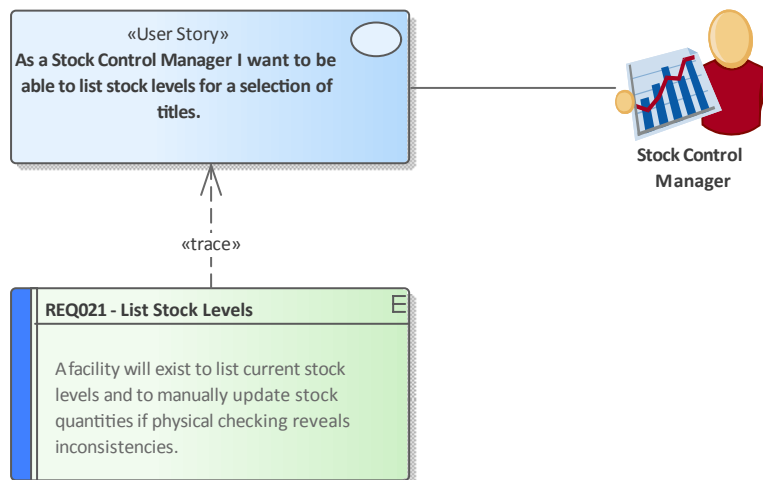 «User Story»
As a Stock Control Manager I want to be
able to list stock levels for a selection of
titles.
Stock Control
Manager
«trace»
REQ021 - List Stock Levels
E
A facility will exist to list current stock
levels and to manually update stock
quantities if physical checking reveals
inconsistencies.